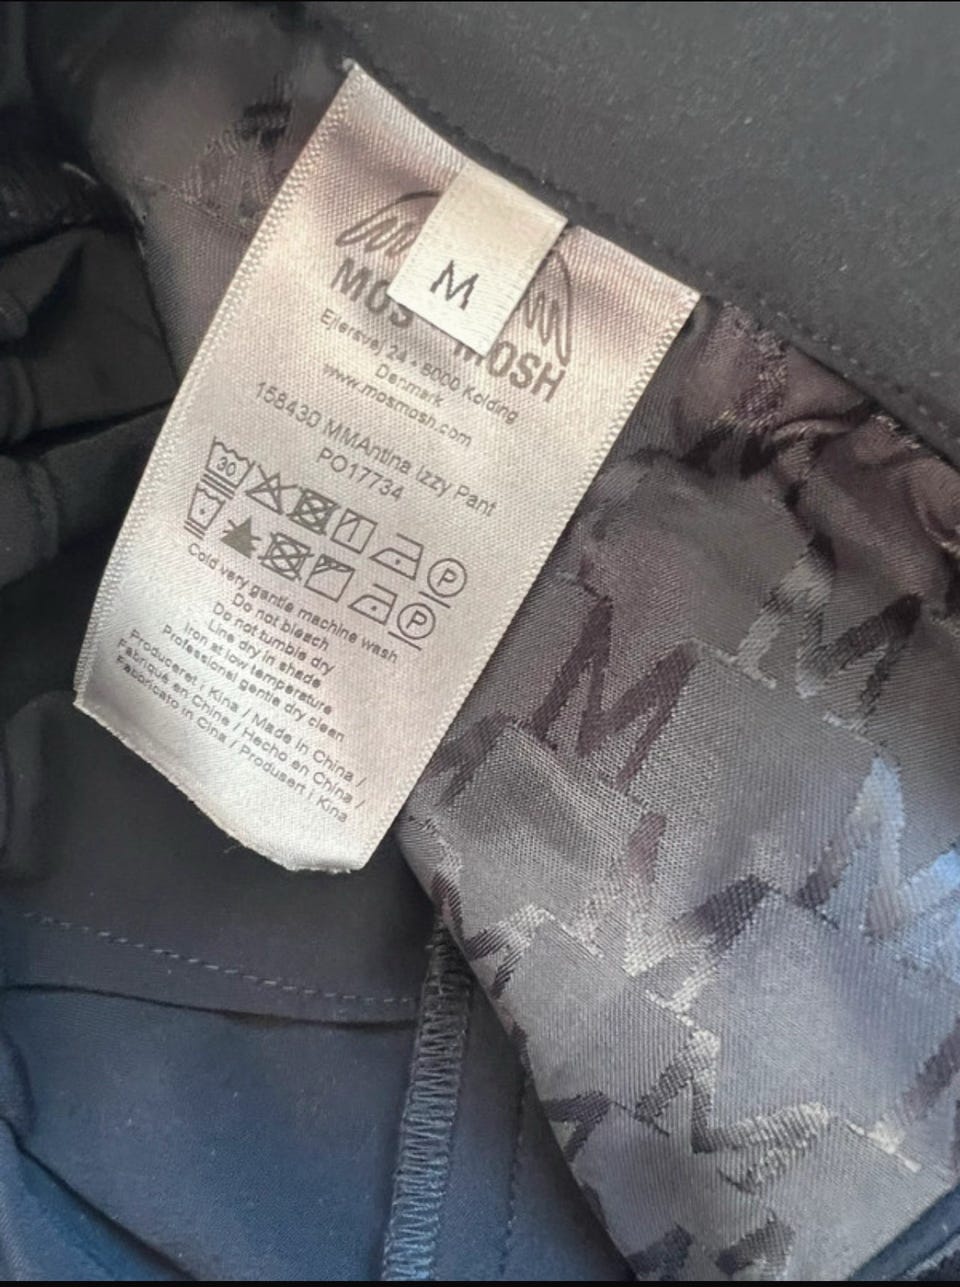 M
MOS MOSH
Ejlersvej 24 • 6000 Kolding
Denmark
www.mosmosh.com
158430 MMAntina Izzy Pant
PO17734
30
P
P
Cold very gentle machine wash
Do not bleach
Do not tumble dry
Line dry in shade
Iron at low temperature
Professional gentle dry clean
Produceret i Kina / Made in China /
Fabriqué en Chine / Hecho en China /
Fabbricato in Cina / Produsert i Kina
M
M
M
M